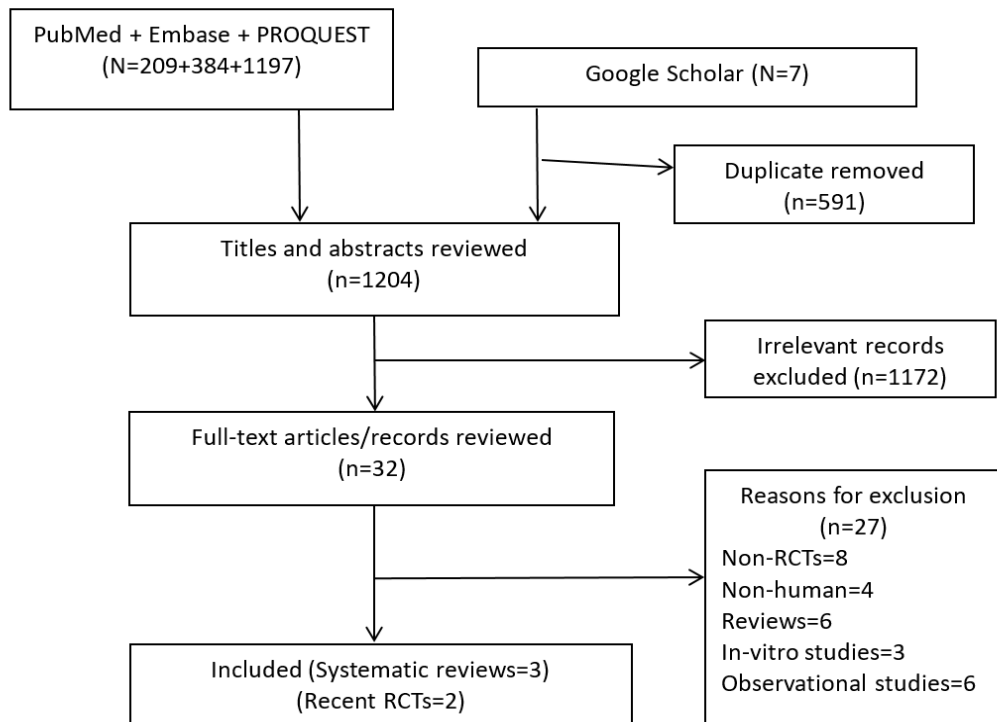 PubMed + Embase + PROQUEST
(N=209+384+1197)
Google Scholar (N=7)
Duplicate removed
(n=591)
Titles and abstracts reviewed
(n=1204)
Irrelevant records
excluded (n=1172)
Full-text articles/records reviewed
(n=32)
Reasons for exclusion
(n=27)
Non-RCTs=8
Non-human=4
Reviews=6
In-vitro studies=3
Observational studies=6
Included (Systematic reviews=3)
(Recent RCTs=2)